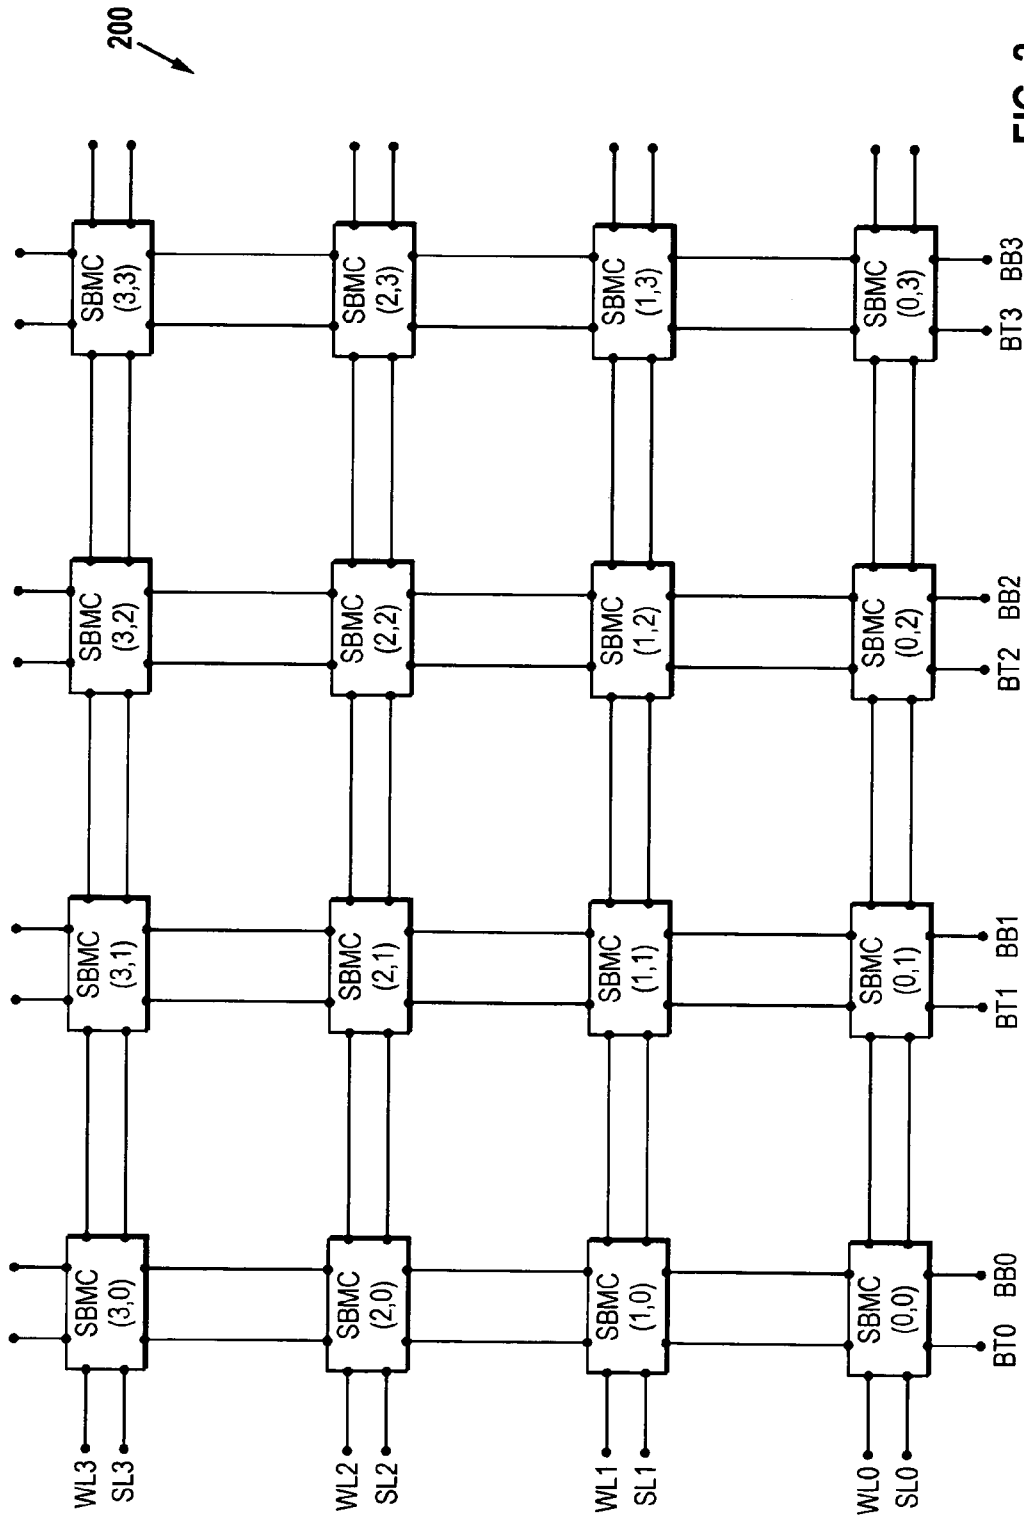 200
WL3 SBMC SBMC SBMC SBMC
SL3 (3,0) (3,1) (3,2) (3,3)
WL2 SBMC SBMC SBMC SBMC
SL2 (2,0) (2,1) (2,2) (2,3)
WL1 SBMC SBMC SBMC SBMC
SL1 (1,0) (1,1) (1,2) (1,3)
WL0 SBMC SBMC SBMC SBMC
SL0 (0,0) (0,1) (0,2) (0,3)
BT0 BB0 BT1 BB1 BT2 BB2 BT3 BB3
FIG.